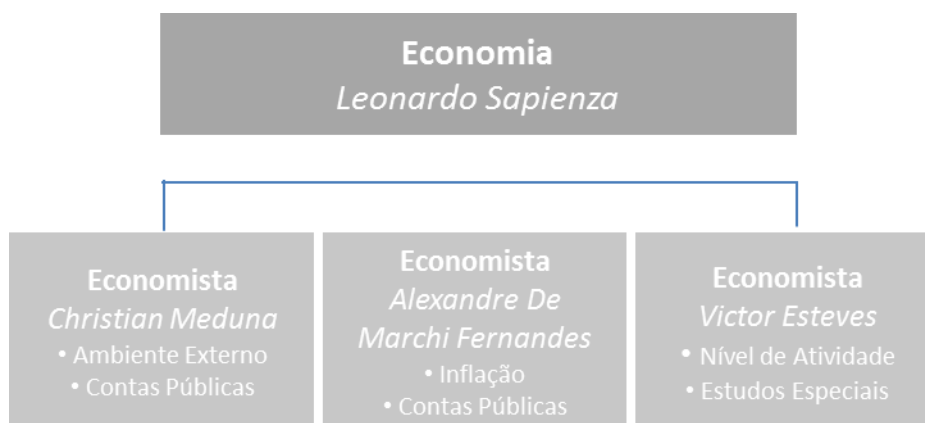 Economia
Leonardo Sapienza
Economista
Christian Meduna
• Ambiente Externo
• Contas Públicas
Economista
Alexandre De
Marchi Fernandes
• Inflação
• Contas Públicas
Economista
Victor Esteves
• Nível de Atividade
• Estudos Especiais